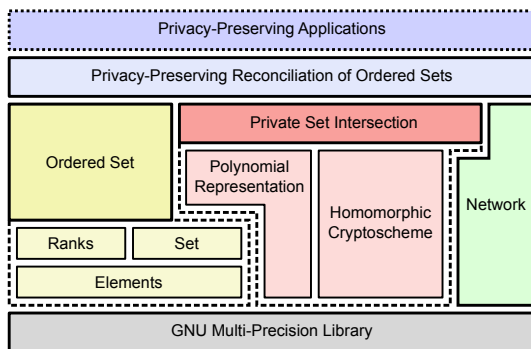 Privacy-Preserving Applications
Privacy-Preserving Reconciliation of Ordered Sets
Private Set Intersection
Ordered Set
Polynomial
Representation
Homomorphic
Cryptoscheme
Network
Ranks
Set
Elements
GNU Multi-Precision Library